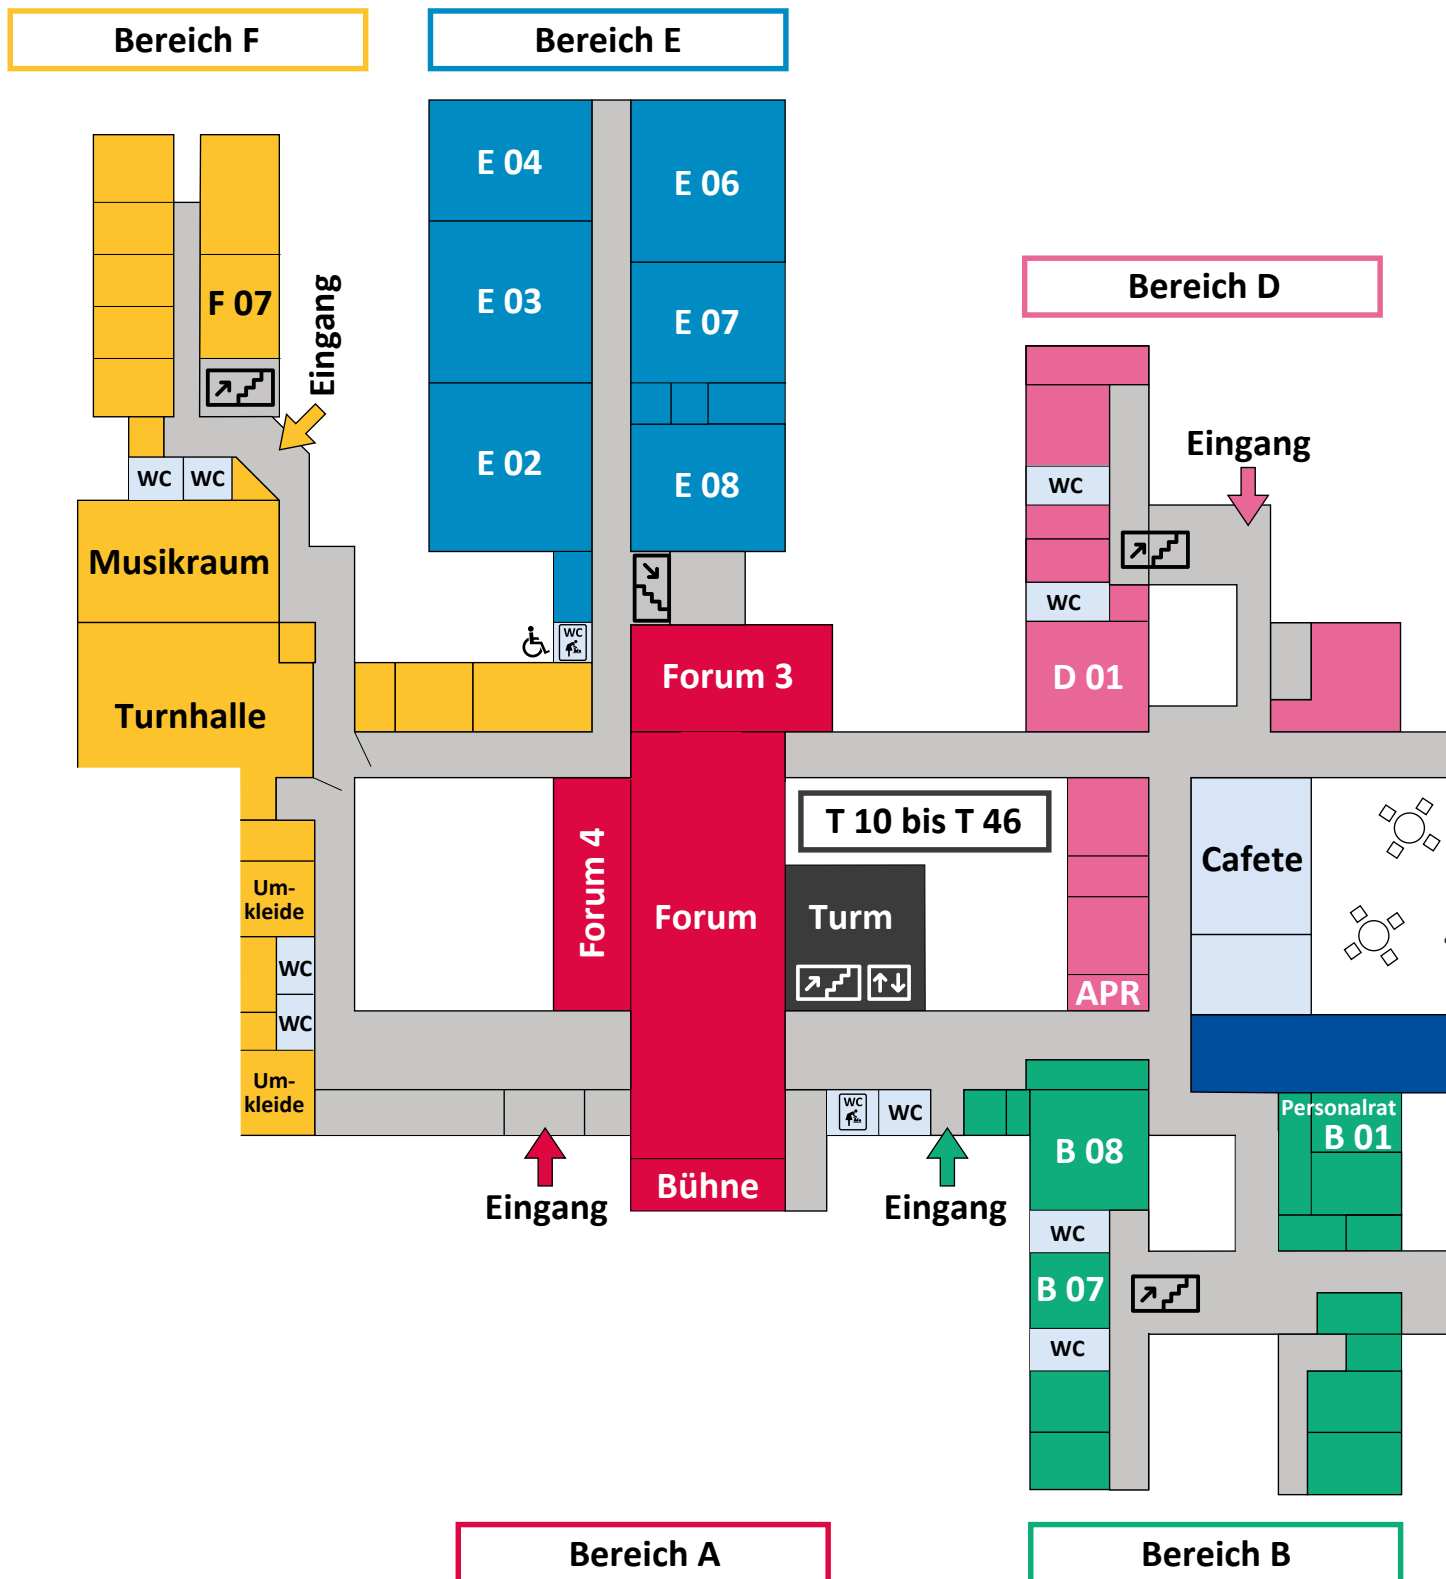 Bereich F
Bereich E
E 04
E 06
F 07
Eingang
E 03
E 07
Bereich D
E 02
E 08
Eingang
WC
WC
WC
Musikraum
WC
WC
Forum 3
D 01
Turnhalle
T 10 bis T 46
Forum 4
Forum
Turm
Cafete
Um-
kleide
WC
WC
APR
Um-
kleide
WC
WC
Personalrat
B 01
B 08
Bühne
Eingang
Eingang
WC
B 07
WC
Bereich A
Bereich B